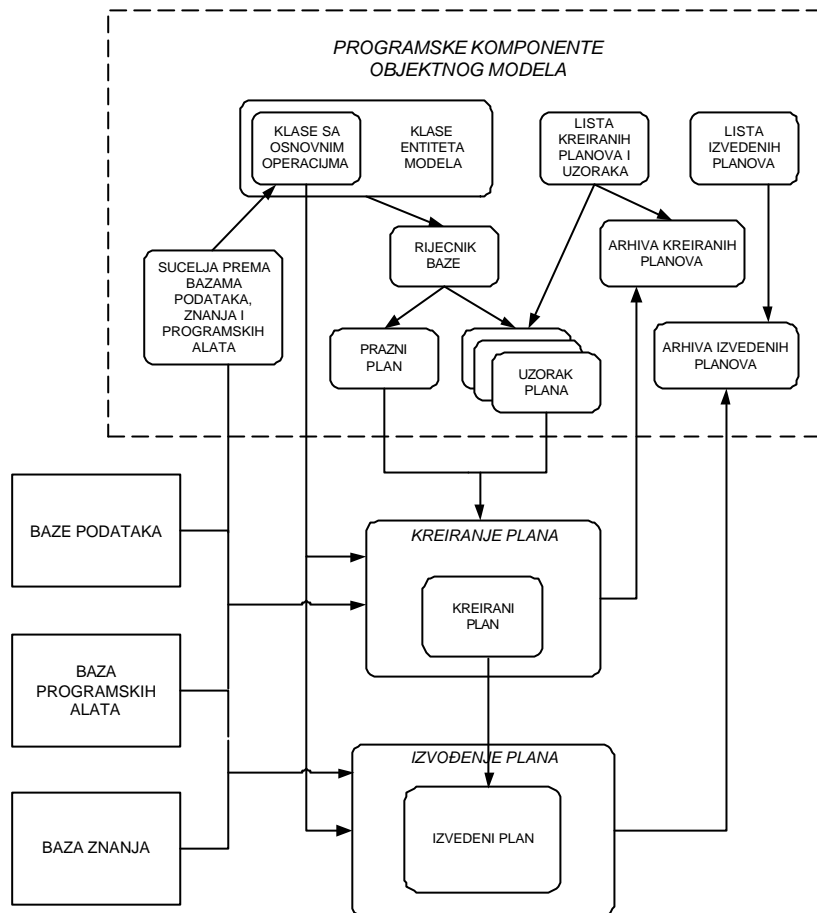 PROGRAMSKE KOMPONENTE
OBJEKTNOG MODELA
KLASE SA
OSNOVNIM
OPERACIJMA
KLASE
ENTITETA
MODELA
LISTA
KREIRANIH
PLANOVA I
UZORAKA
LISTA
IZVEDENIH
PLANOVA
RIJECNIK
BAZE
ARHIVA KREIRANIH
PLANOVA
SUCELJA PREMA
BAZAMA
PODATAKA,
ZNANJA I
PROGRAMSKIH
ALATA
PRAZNI
PLAN
UZORAK
PLANA
ARHIVA IZVEDENIH
PLANOVA
BAZE PODATAKA
KREIRANJE PLANA
KREIRANI
PLAN
BAZA
PROGRAMSKIH
ALATA
IZVOĐENJE PLANA
IZVEDENI PLAN
BAZA ZNANJA